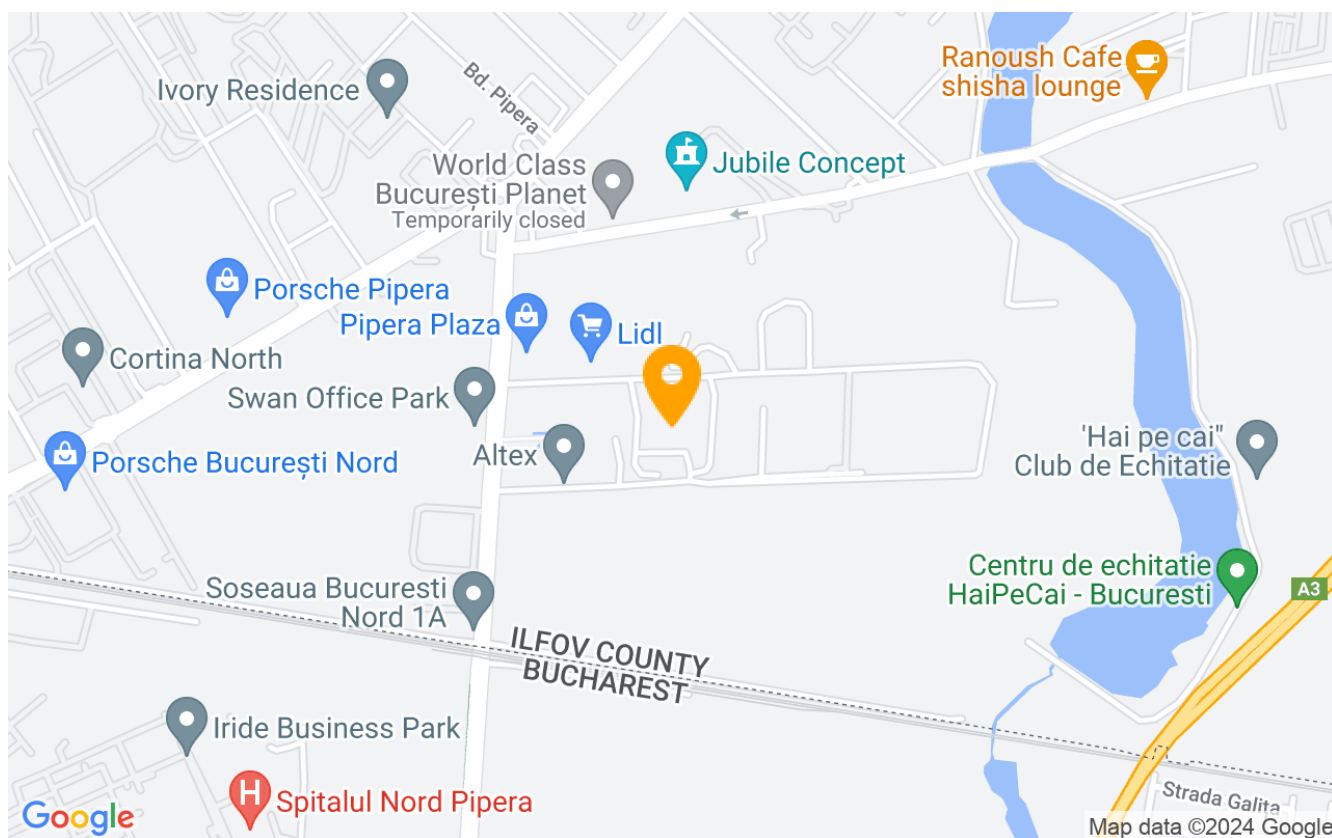 Ranoush Cafe
shisha lounge
Ivory Residence
Bd. Pipera
World Class
București Planet
Temporarily closed
Jubile Concept
Porsche Pipera
Pipera Plaza
Lidl
Cortina North
Swan Office Park
Altex
'Hai pe cai"
Club de Echitatie
Porsche București Nord
Centru de echitatie
HaiPeCai - Bucuresti
A3
Soseaua Bucuresti
Nord 1A
ILFOV COUNTY
BUCHAREST
Iride Business Park
H
Spitalul Nord Pipera
Strada Galita
Google
Map data ©2024 Google